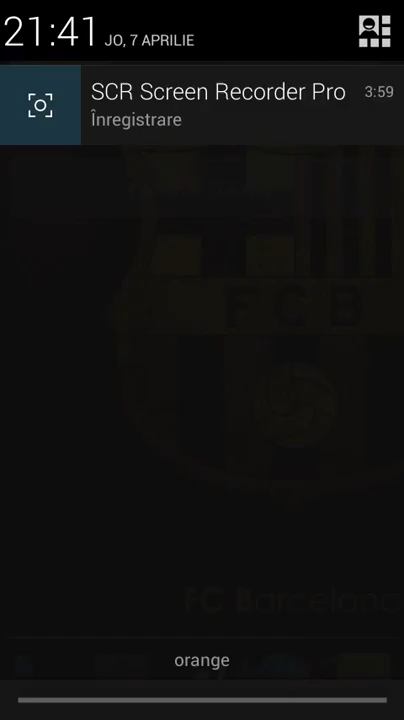 21:41 JO, 7 APRILIE
SCR Screen Recorder Pro 3:59
Înregistrare
FCB
FC Barcelona
orange